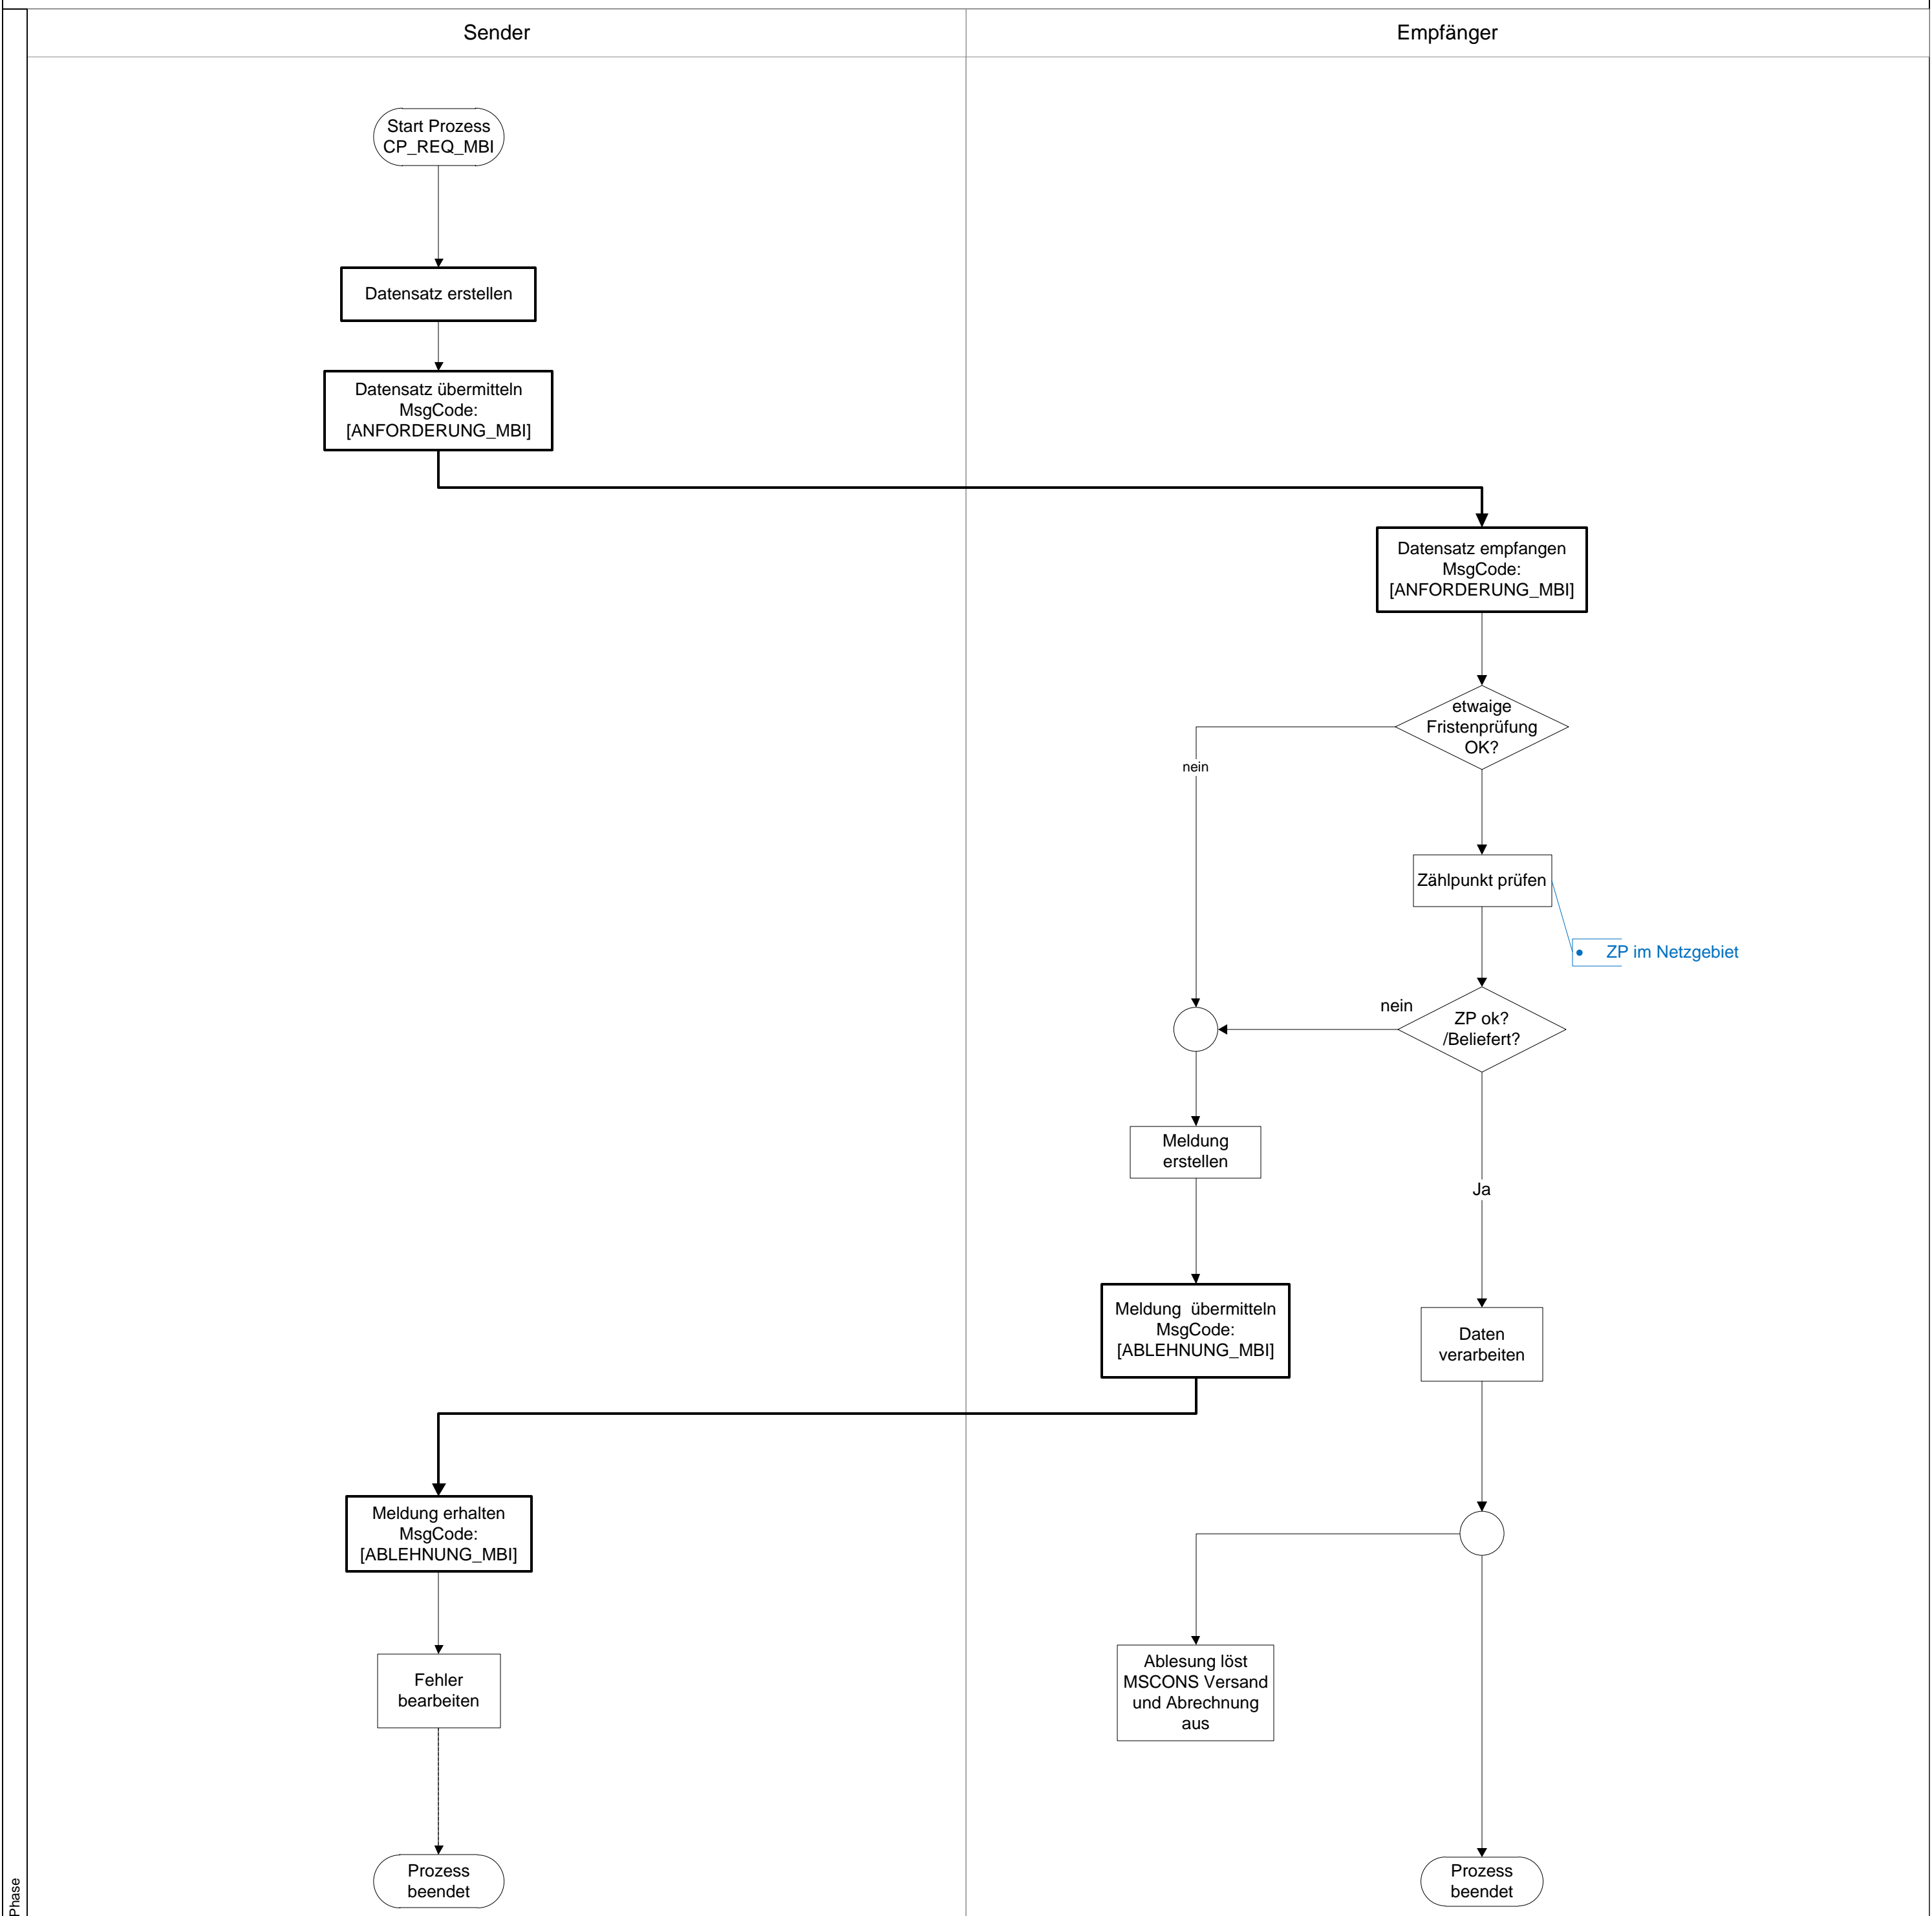 Sender
Empfänger
Start Prozess
CP_REQ_MBI
Datensatz erstellen
Datensatz übermitteln
MsgCode:
[ANFORDERUNG_MBI]
Datensatz empfangen
MsgCode:
[ANFORDERUNG_MBI]
etwaige
Fristenprüfung
OK?
nein
Zählpunkt prüfen
• ZP im Netzgebiet
nein
ZP ok?
/Beliefert?
Meldung
erstellen
Ja
Meldung übermitteln
MsgCode:
[ABLEHNUNG_MBI]
Daten
verarbeiten
Meldung erhalten
MsgCode:
[ABLEHNUNG_MBI]
Ablesung löst
MSCONS Versand
und Abrechnung
aus
Fehler
bearbeiten
Prozess
beendet
Prozess
beendet
Phase